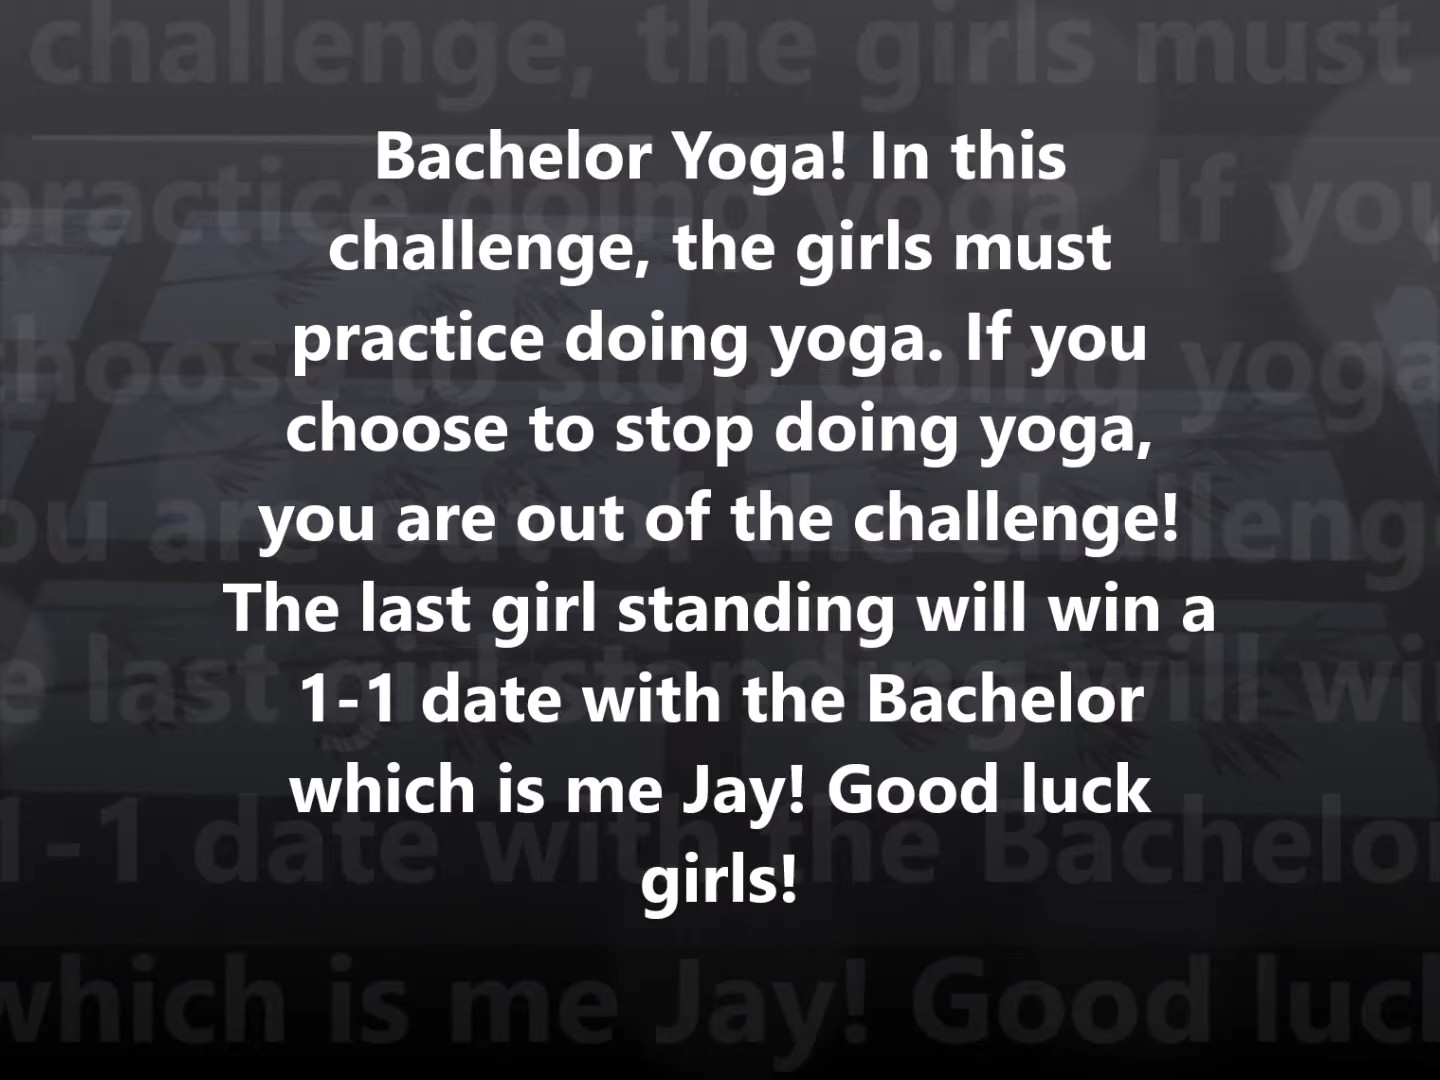 Bachelor Yoga! In this
challenge, the girls must
practice doing yoga. If you
choose to stop doing yoga,
you are out of the challenge!
The last girl standing will win a
1-1 date with the Bachelor
which is me Jay! Good luck
girls!